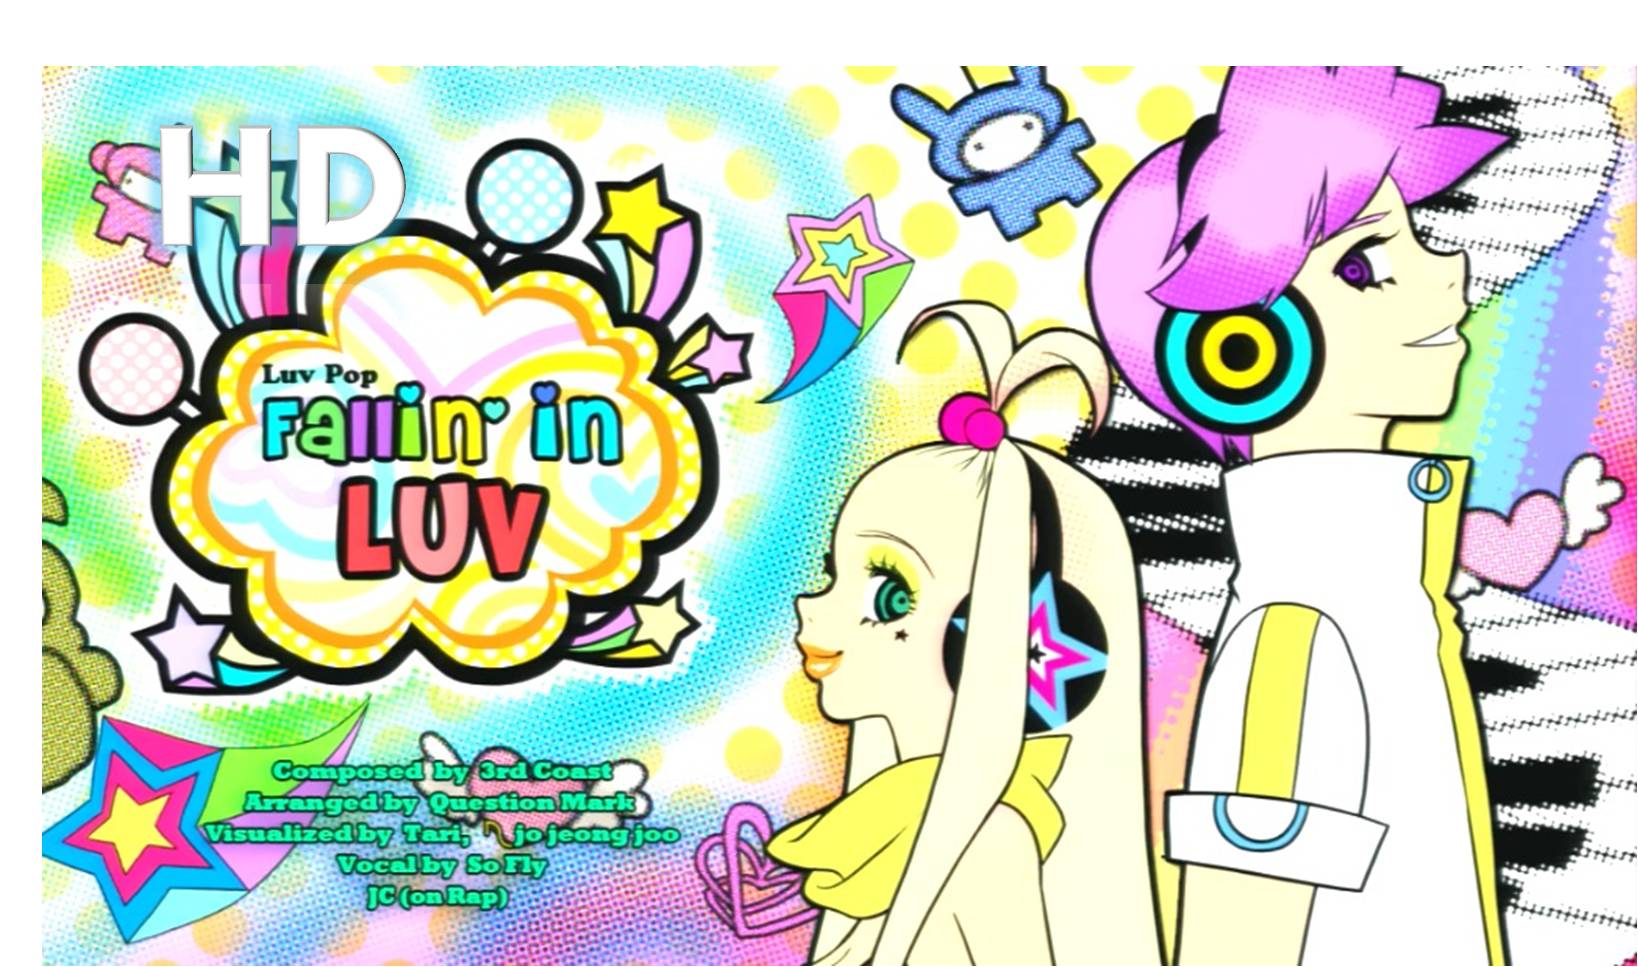 HD
Luv Pop
Fallin' in
LUV
Composed by 3rd Coast
Arranged by Question Mark
Visualized by Tari, jo jeong joo
Vocal by So Fly
JC (on Rap)